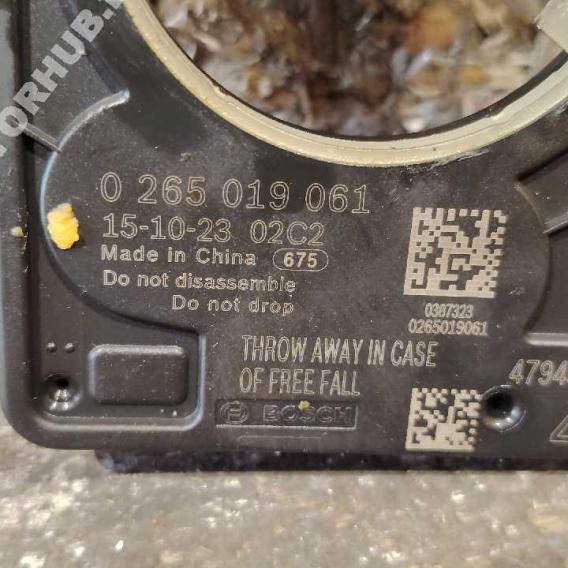 0 265 019 061
15-10-23 02C2
Made in China 675
Do not disassemble
Do not drop
0387323
0265019061
THROW AWAY IN CASE
OF FREE FALL
BOSCH